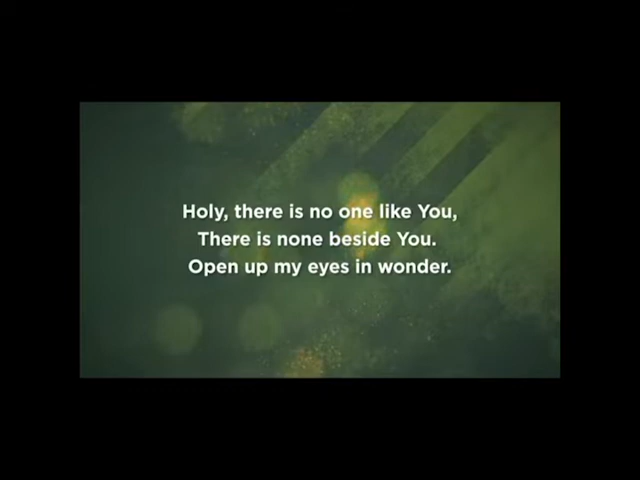 Holy, there is no one like You,
There is none beside You.
Open up my eyes in wonder.